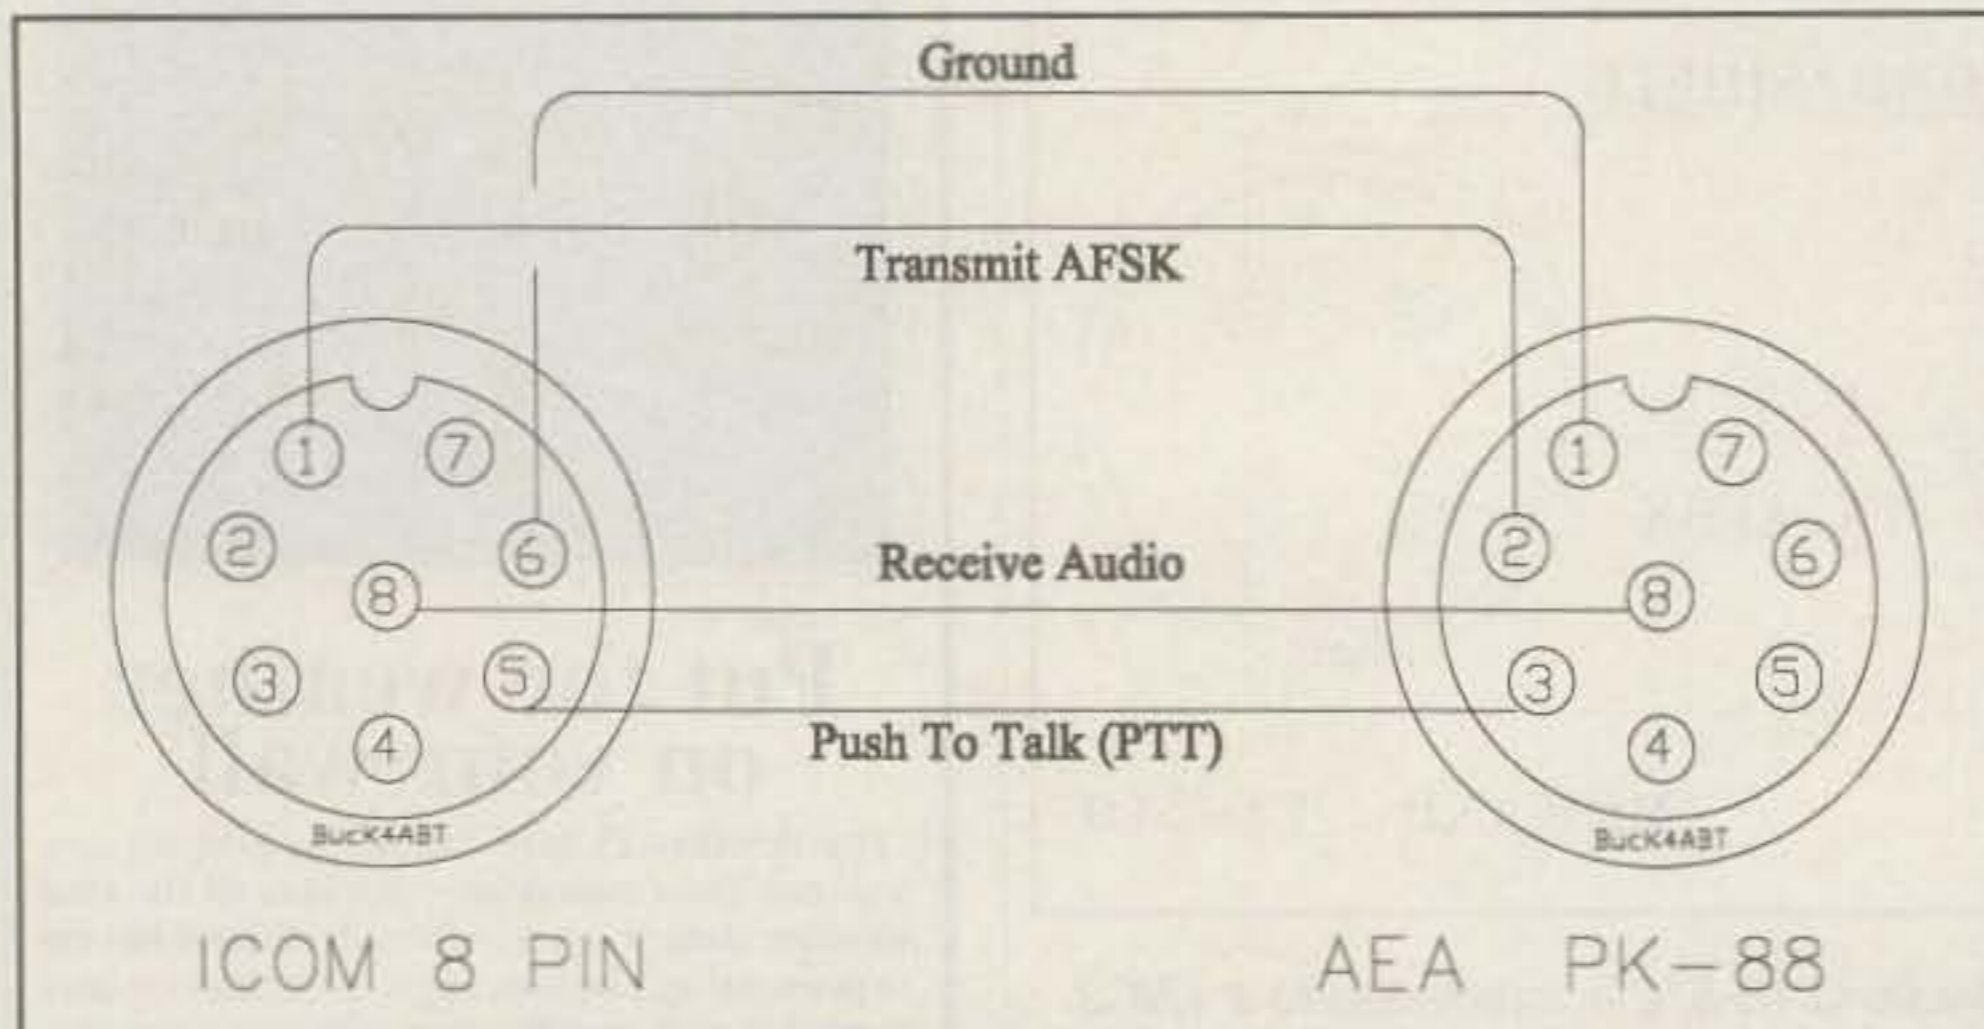 Ground
Transmit AFSK
1 7
2 6
8
3 5
4
Receive Audio
Push To Talk (PTT)
1 7
2 6
8
3 5
4
BucK4ABT
BucK4ABT
ICOM 8 PIN
AEA PK-88